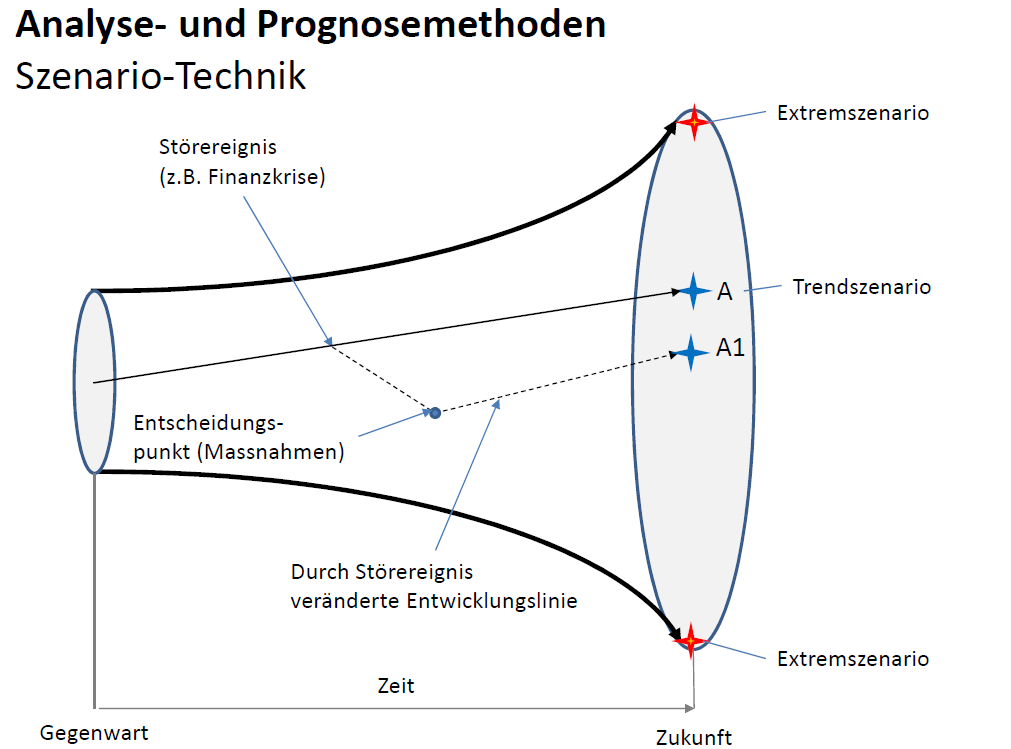 Analyse- und Prognosemethoden
Szenario-Technik
Extremszenario
Störereignis
(z.B. Finanzkrise)
A
Trendszenario
A1
Entscheidungs-
punkt (Massnahmen)
Durch Störereignis
veränderte Entwicklungslinie
Extremszenario
Zeit
Gegenwart
Zukunft